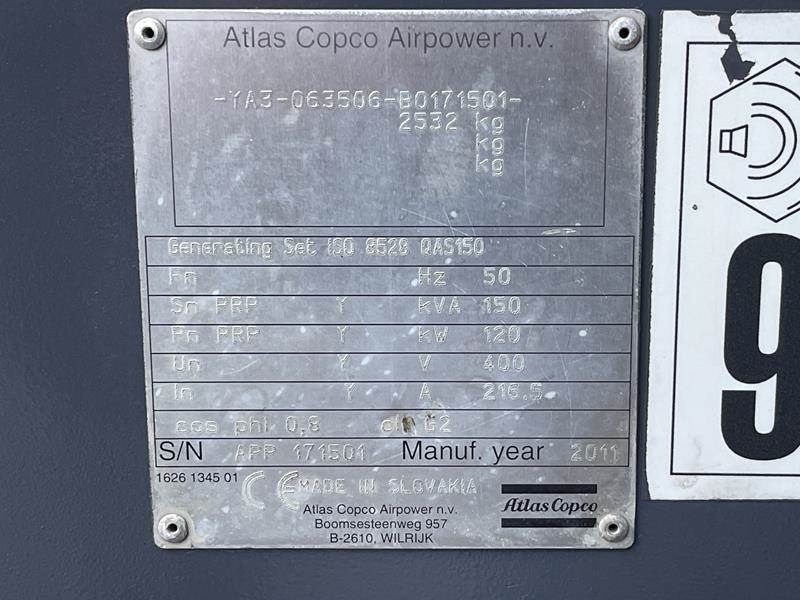 Atlas Copco Airpower n.v.
-YA3-063506-B0171501-
2532 kg
kg
kg
Generating Set ISO 8528 QAS150
Fn Hz 50
Sn PRP Y kVA 150
Pn PRP Y kW 120
Un Y V 400
In Y A 216.5
cos phi 0,8 cl. G2
S/N APP 171501 Manuf. year 2011
1626 1345 01
CE MADE IN SLOVAKIA
Atlas Copco Airpower n.v.
Boomsesteenweg 957
B-2610, WILRIJK
Atlas Copco
9